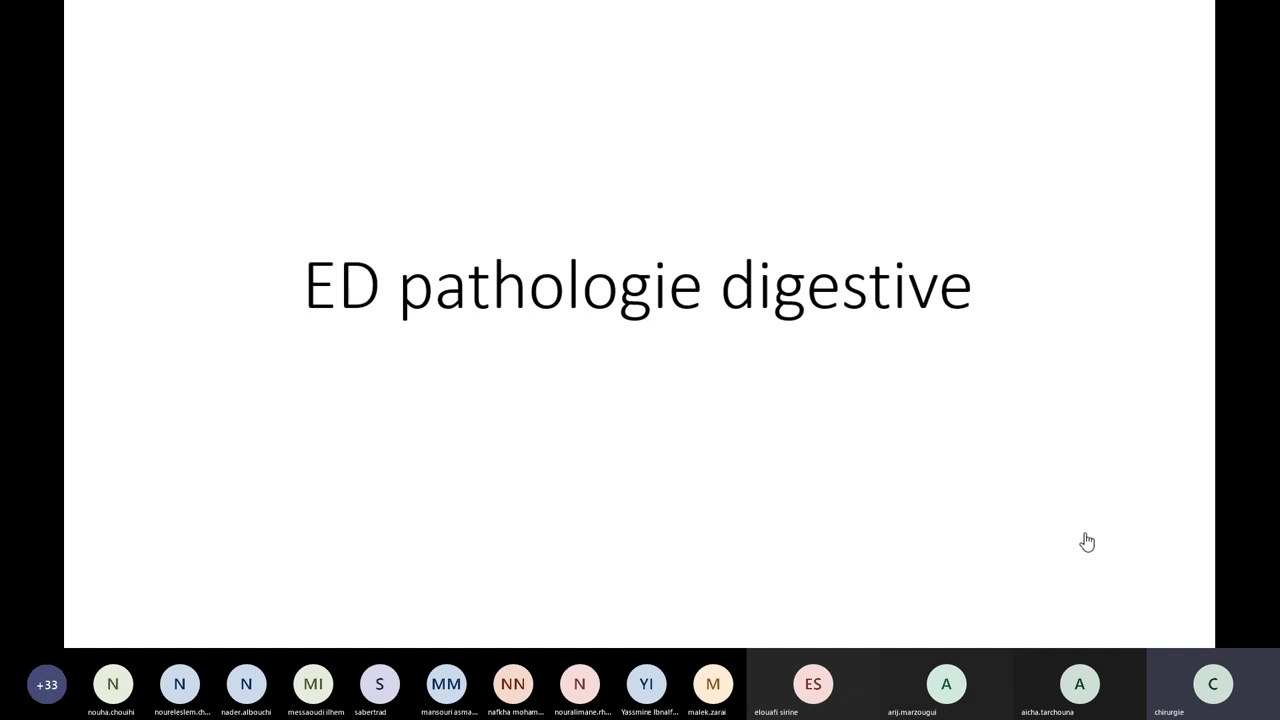 ED pathologie digestive
+33
N
N
N
MI
S
MM
NN
N
YI
M
ES
A
A
C
nouha.chouihi
noureleslem.ch...
nader.albouchi
messaoudi ilhem
sabertrad
mansouri asma...
nafkha moham...
nouralimane.rh...
Yassmine Ibnalf...
malek.zarai
elouafi sirine
arij.marzougui
aicha.tarchouna
chirurgie